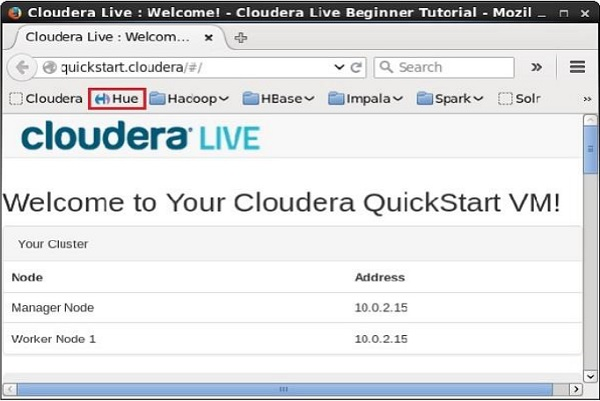 Cloudera Live : Welcome! - Cloudera Live Beginner Tutorial - Mozil
Cloudera Live : Welcom...
quickstart.cloudera/#/
Search
Cloudera Hue Hadoop HBase Impala Spark Solr
cloudera LIVE
Welcome to Your Cloudera QuickStart VM!
Your Cluster
Node Address
Manager Node 10.0.2.15
Worker Node 1 10.0.2.15